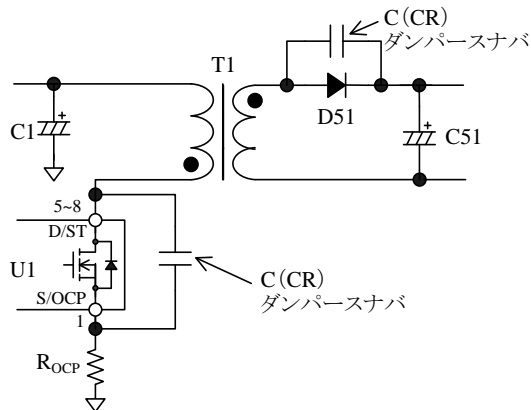 C(CR)
ダンパースナバ
T1
D51
C1
C51
5~8
D/ST
U1
S/OCP
1
C(CR)
ダンパースナバ
ROCP